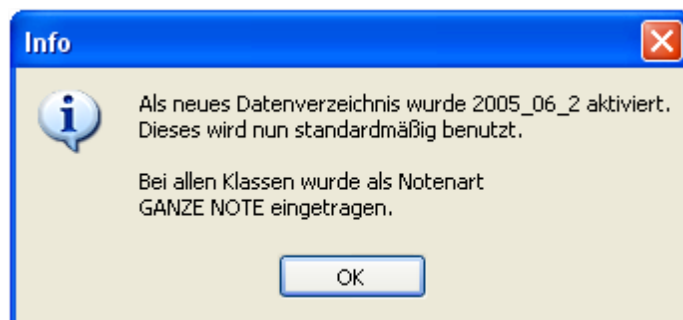 Info
Als neues Datenverzeichnis wurde 2005_06_2 aktiviert.
Dieses wird nun standardmäßig benutzt.
Bei allen Klassen wurde als Notenart
GANZE NOTE eingetragen.
OK